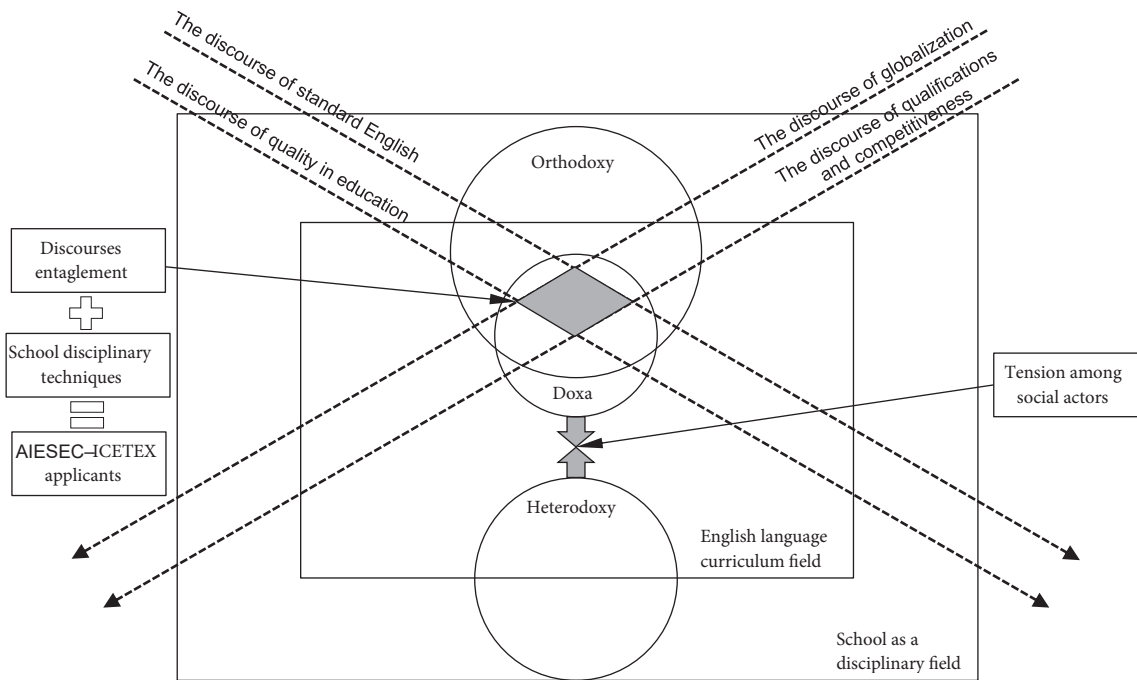 The discourse of standard English
The discourse of quality in education
The discourse of globalization
The discourse of qualifications
and competitiveness
Orthodoxy
Discourses
entaglement
School disciplinary
techniques
AIESEC–ICETEX
applicants
Doxa
Tension among
social actors
Heterodoxy
English language
curriculum field
School as a
disciplinary field